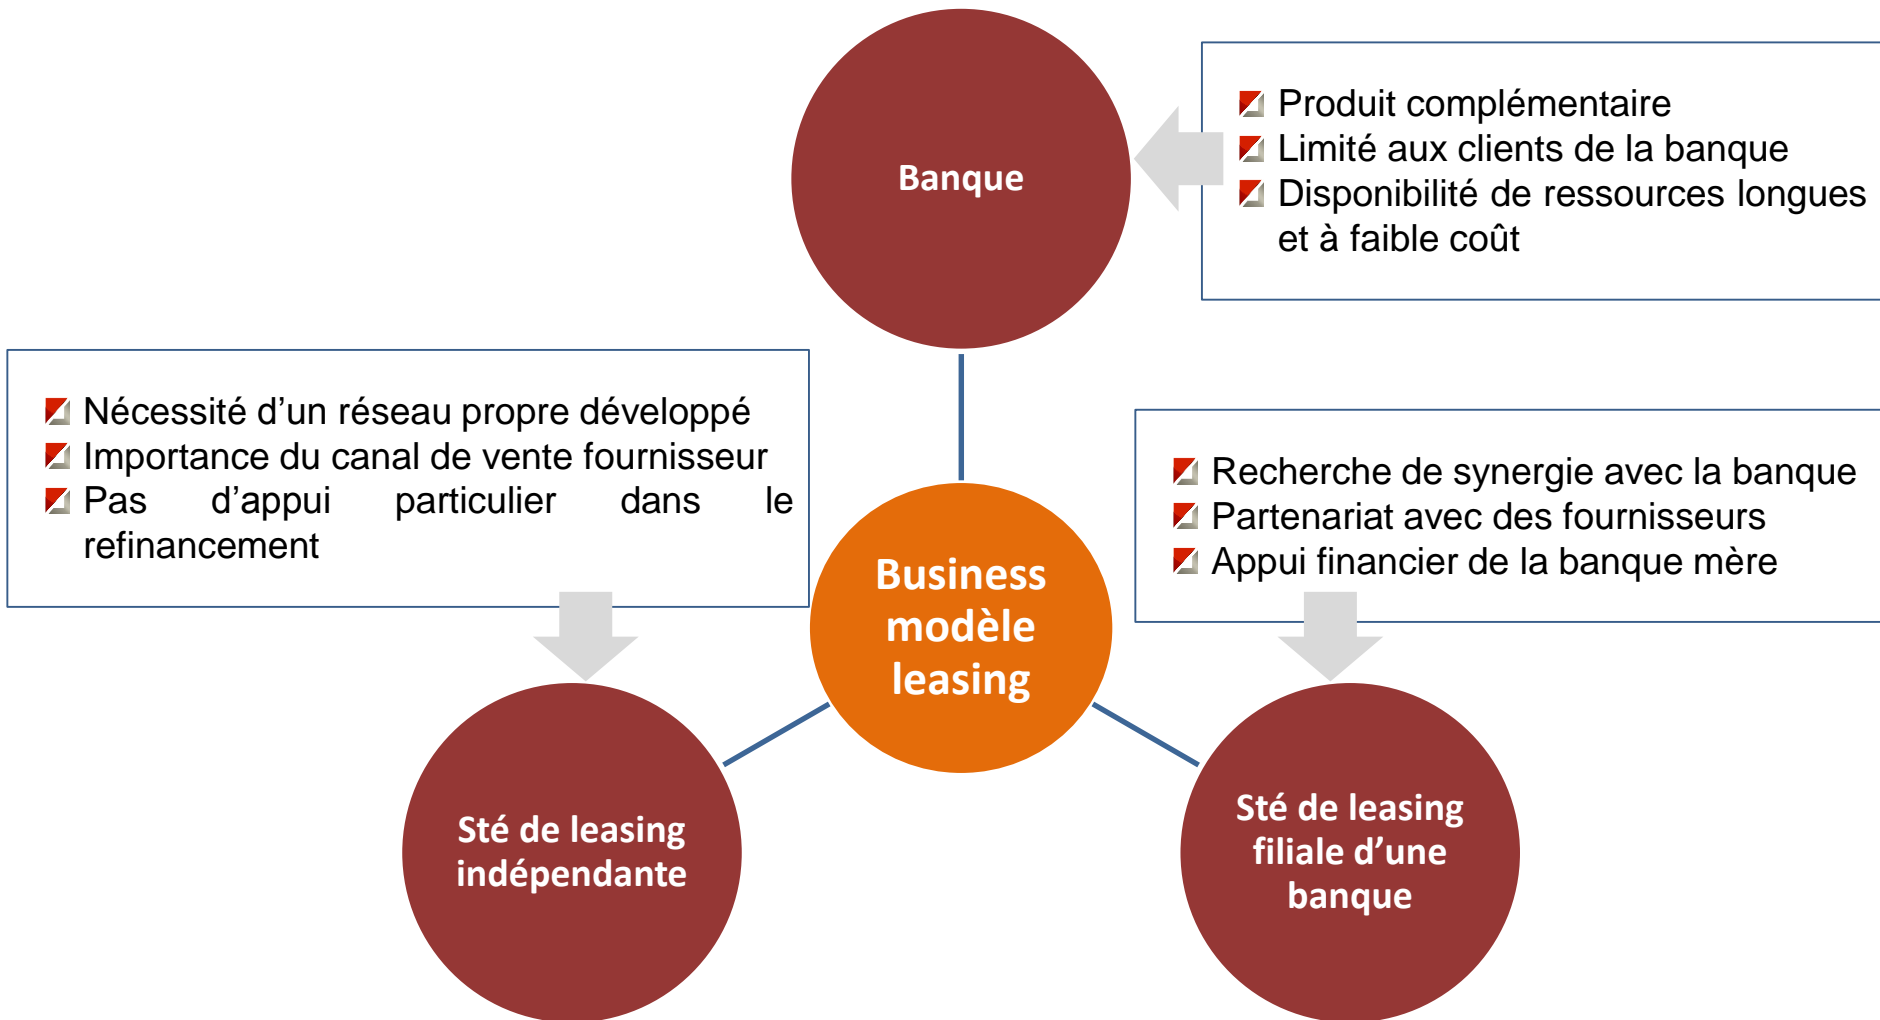 Banque
Produit complémentaire
Limité aux clients de la banque
Disponibilité de ressources longues
et à faible coût
Nécessité d’un réseau propre développé
Importance du canal de vente fournisseur
Pas d’appui particulier dans le
refinancement
Recherche de synergie avec la banque
Partenariat avec des fournisseurs
Appui financier de la banque mère
Business
modèle
leasing
Sté de leasing
indépendante
Sté de leasing
filiale d’une
banque